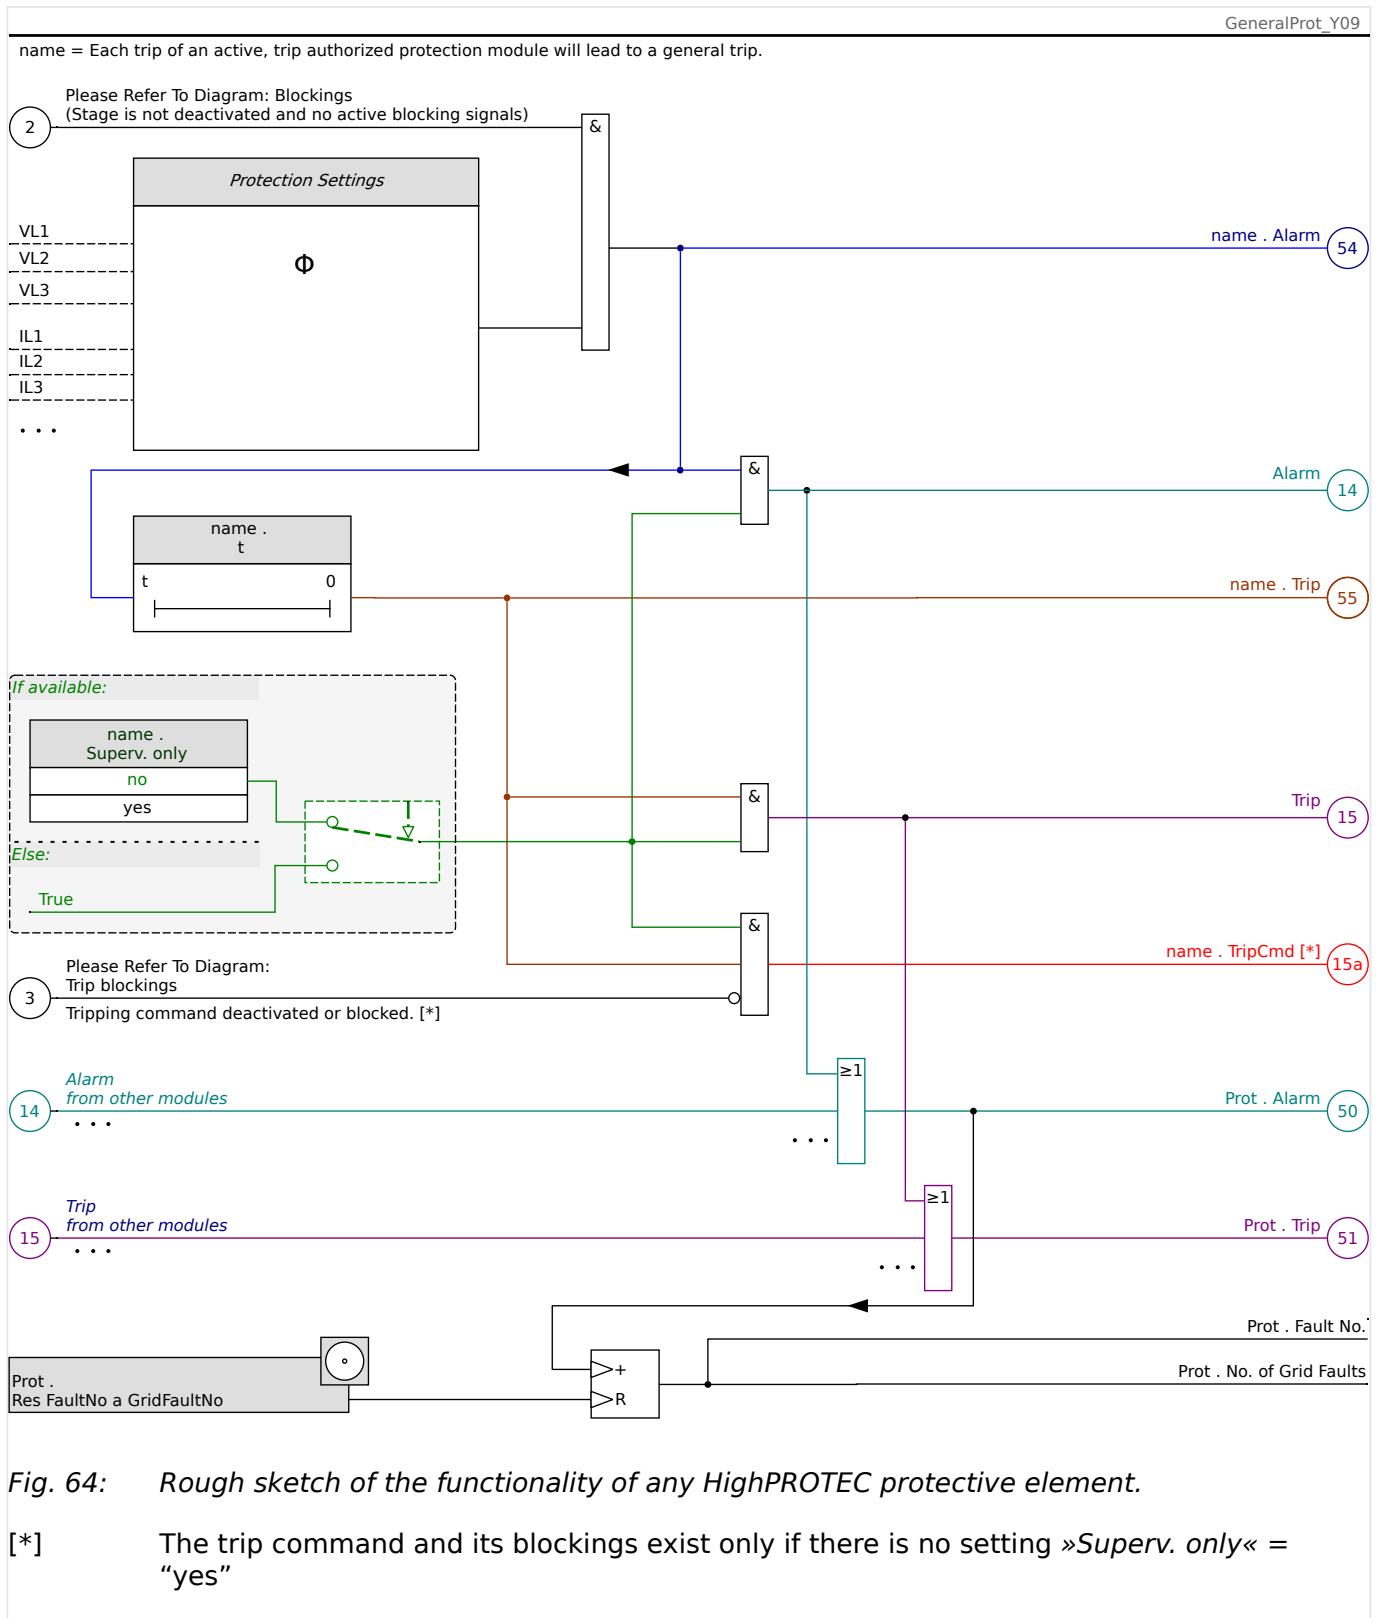 GeneralProt_Y09
name = Each trip of an active, trip authorized protection module will lead to a general trip.
Please Refer To Diagram: Blockings
(Stage is not deactivated and no active blocking signals)
2
&
Protection Settings
Φ
VL1
VL2
VL3
IL1
IL2
IL3
. . .
name . Alarm
54
&
Alarm
14
name .
t
t 0
name . Trip
55
If available:
name .
Superv. only
no
yes
Else:
True
&
Trip
15
&
name . TripCmd [*]
15a
Please Refer To Diagram:
Trip blockings
3
Tripping command deactivated or blocked. [*]
Alarm
from other modules
14
. . .
≥1
. . .
Prot . Alarm
50
Trip
from other modules
15
. . .
≥1
. . .
Prot . Trip
51
Prot . Fault No.
Prot . No. of Grid Faults
+
R
Prot .
Res FaultNo a GridFaultNo
Fig. 64: Rough sketch of the functionality of any HighPROTEC protective element.
[*] The trip command and its blockings exist only if there is no setting »Superv. only« =
“yes”